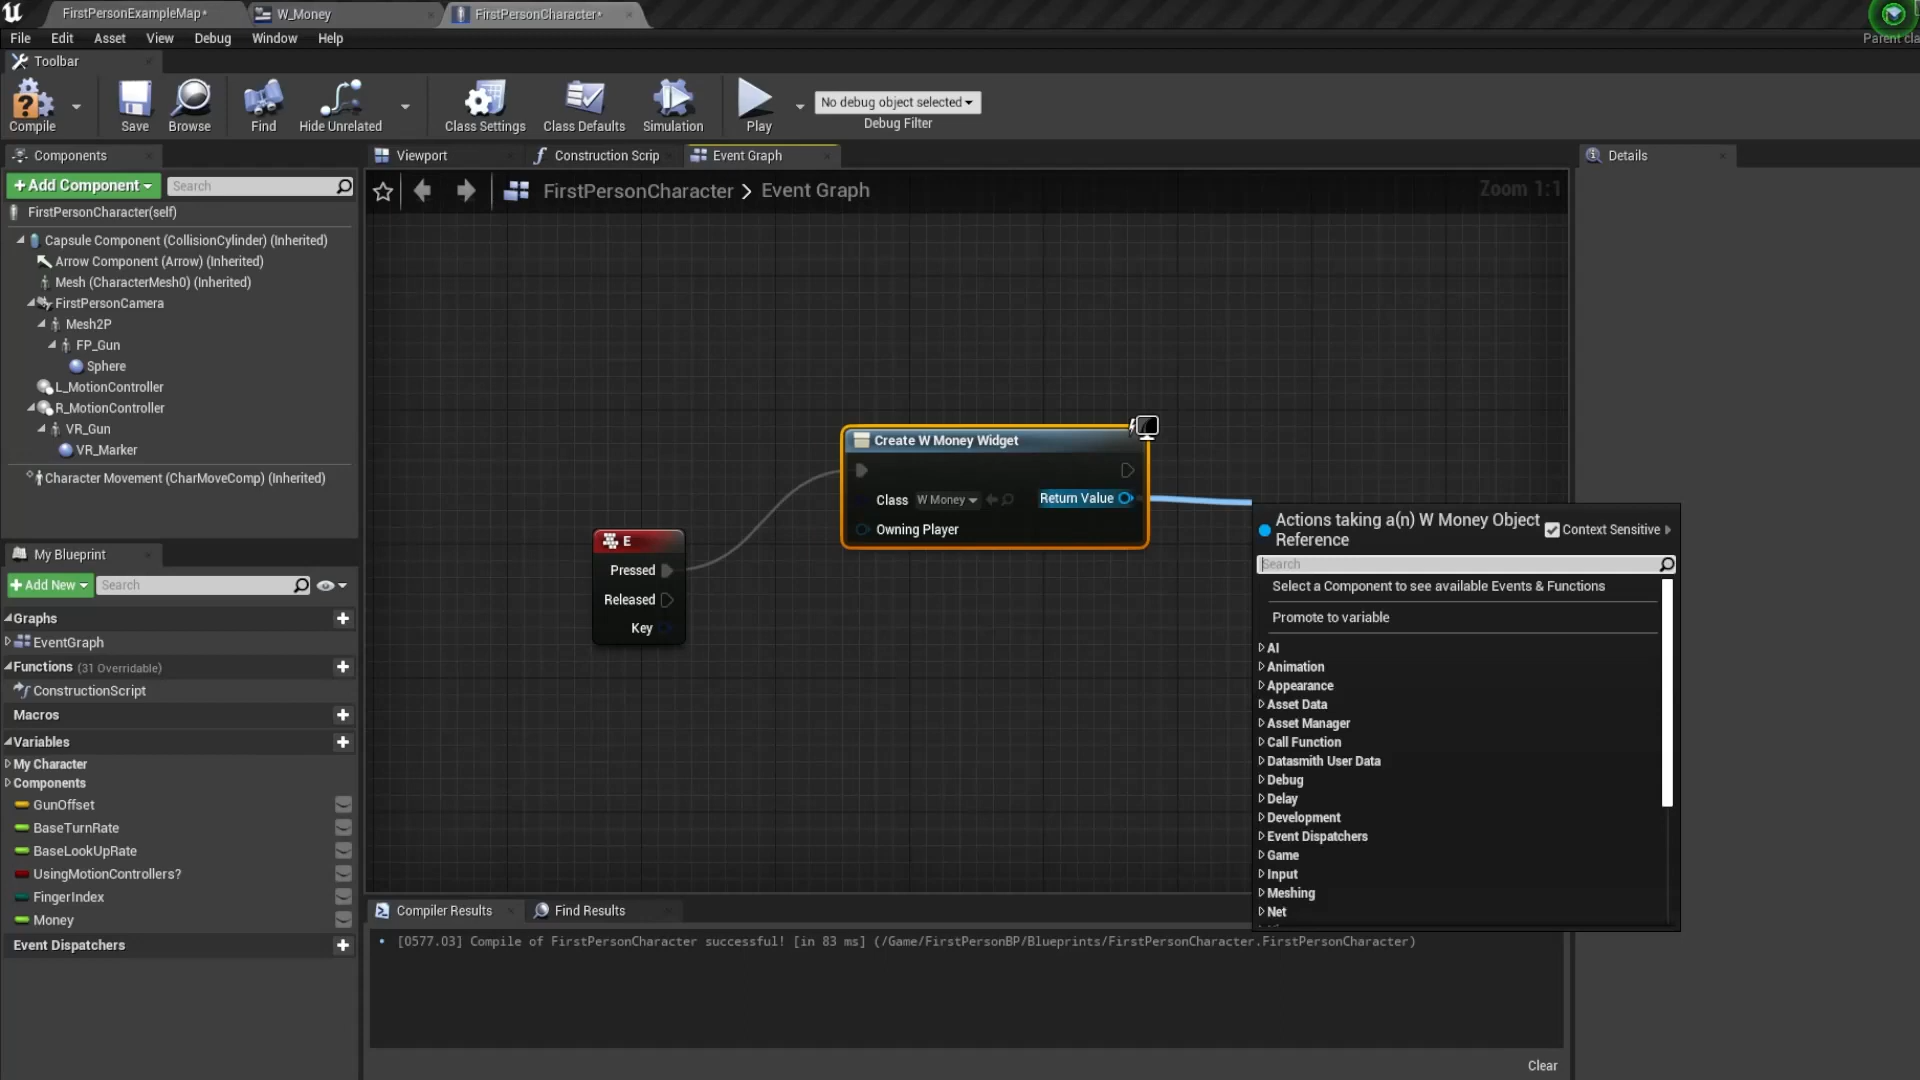 FirstPersonExampleMap*
W_Money
FirstPersonCharacter*
File Edit Asset View Debug Window Help
Parent cla
Toolbar
Compile
Save
Browse
Find
Hide Unrelated
Class Settings
Class Defaults
Simulation
Play
No debug object selected
Debug Filter
Components
+ Add Component
Search
FirstPersonCharacter(self)
Capsule Component (CollisionCylinder) (Inherited)
Arrow Component (Arrow) (Inherited)
Mesh (CharacterMesh0) (Inherited)
FirstPersonCamera
Mesh2P
FP_Gun
Sphere
L_MotionController
R_MotionController
VR_Gun
VR_Marker
Character Movement (CharMoveComp) (Inherited)
My Blueprint
+ Add New
Search
Graphs
EventGraph
Functions (31 Overridable)
ConstructionScript
Macros
Variables
My Character
Components
GunOffset
BaseTurnRate
BaseLookUpRate
UsingMotionControllers?
FingerIndex
Money
Event Dispatchers
Viewport
Construction Scrip
Event Graph
FirstPersonCharacter > Event Graph
Zoom 1:1
E
Pressed
Released
Key
Create W Money Widget
Class W Money
Return Value
Owning Player
Actions taking a(n) W Money Object
Reference
Context Sensitive
Search
Select a Component to see available Events & Functions
Promote to variable
AI
Animation
Appearance
Asset Data
Asset Manager
Call Function
Datasmith User Data
Debug
Delay
Development
Event Dispatchers
Game
Input
Meshing
Net
Compiler Results
Find Results
[0577.03] Compile of FirstPersonCharacter successful! [in 83 ms] (/Game/FirstPersonBP/Blueprints/FirstPersonCharacter.FirstPersonCharacter)
Clear
Details